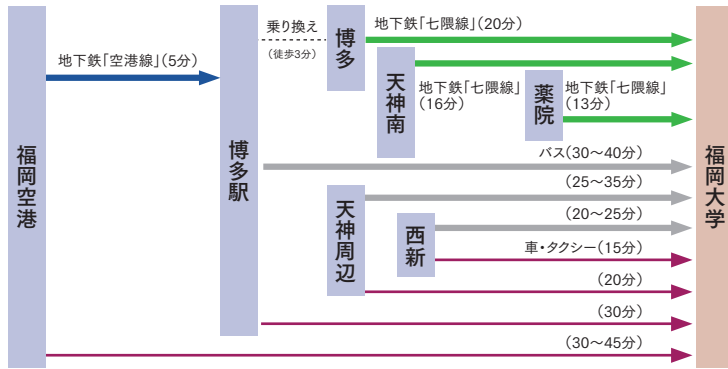 福岡空港
地下鉄「空港線」(5分)
博多駅
乗り換え
(徒歩3分)
博多
地下鉄「七隈線」(20分)
天神南
地下鉄「七隈線」
(16分)
薬院
地下鉄「七隈線」
(13分)
バス(30〜40分)
天神周辺
(25〜35分)
西新
(20〜25分)
車・タクシー(15分)
(20分)
(30分)
(30〜45分)
福岡大学